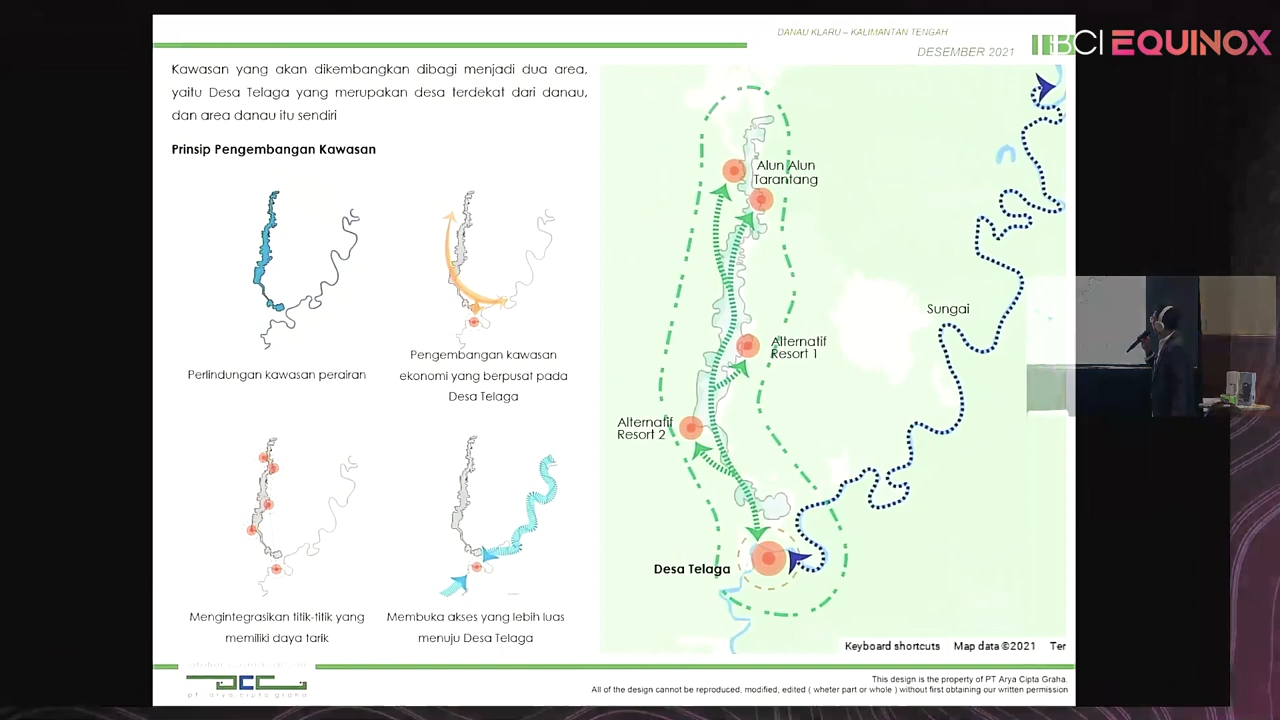 DANAU KLARU – KALIMANTAN TENGAH
DESEMBER 2021
BCI EQUINOX
Kawasan yang akan dikembangkan dibagi menjadi dua area,
yaitu Desa Telaga yang merupakan desa terdekat dari danau,
dan area danau itu sendiri
Prinsip Pengembangan Kawasan
Perlindungan kawasan perairan
Pengembangan kawasan
ekonomi yang berpusat pada
Desa Telaga
Mengintegrasikan titik-titik yang
memiliki daya tarik
Membuka akses yang lebih luas
menuju Desa Telaga
Alun Alun
Tarantang
Sungai
Alternatif
Resort 1
Alternatif
Resort 2
Desa Telaga
Keyboard shortcuts Map data ©2021 Ter
pt. arya cipta graha
This design is the property of PT Arya Cipta Graha.
All of the design cannot be reproduced, modified, edited ( wheter part or whole ) without first obtaining our written permission